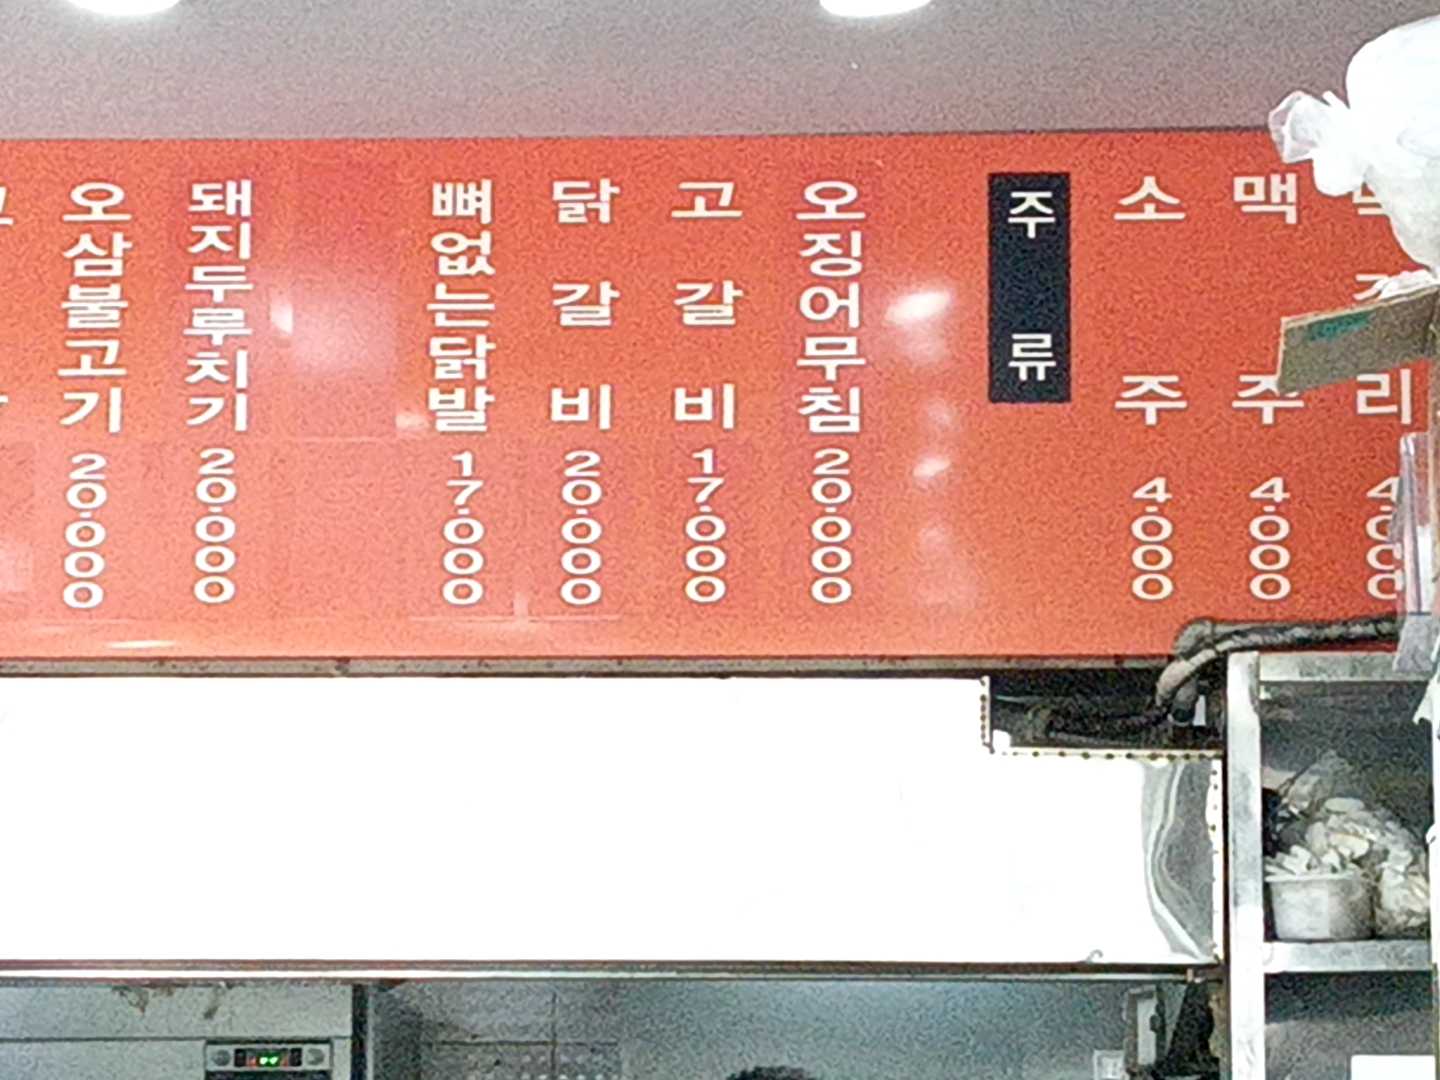 오삼불고기 20.000
돼지두루치기 20.000
뼈없는닭발 17.000
닭갈비 20.000
고갈비 17.000
오징어무침 20.000
주류
소주 4.000
맥주 4.000